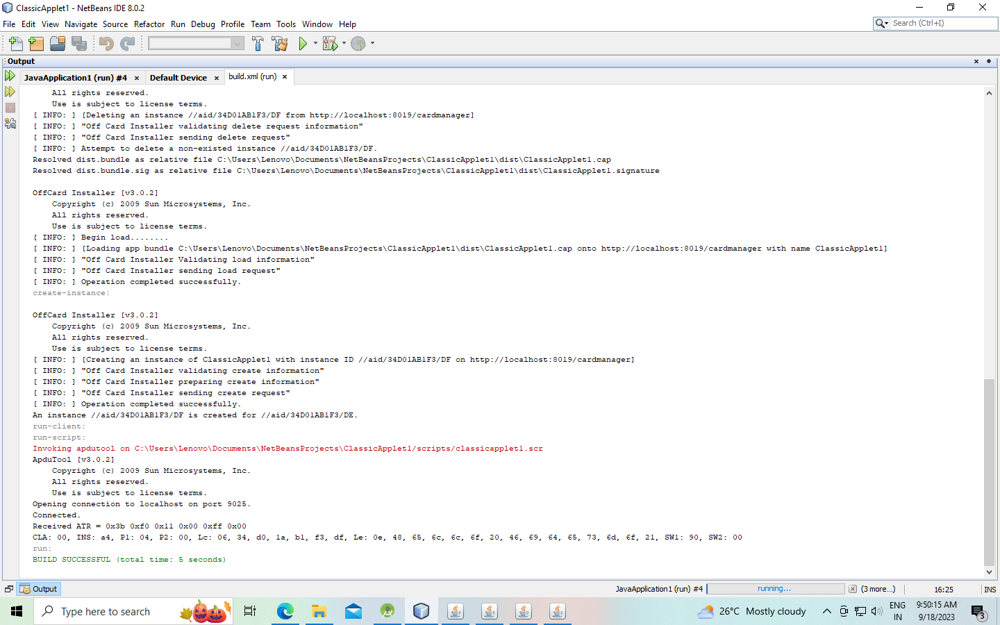 ClassicApplet1 - NetBeans IDE 8.0.2
File Edit View Navigate Source Refactor Run Debug Profile Team Tools Window Help
Search (Ctrl+I)
Output
JavaApplication1 (run) #4 Default Device build.xml (run)
All rights reserved.
Use is subject to license terms.
[ INFO: ] [Deleting an instance //aid/34D01AB1F3/DF from http://localhost:8019/cardmanager]
[ INFO: ] "Off Card Installer validating delete request information"
[ INFO: ] "Off Card Installer sending delete request"
[ INFO: ] Attempt to delete a non-existed instance //aid/34D01AB1F3/DF.
Resolved dist.bundle as relative file C:\Users\Lenovo\Documents\NetBeansProjects\ClassicApplet1\dist\ClassicApplet1.cap
Resolved dist.bundle.sig as relative file C:\Users\Lenovo\Documents\NetBeansProjects\ClassicApplet1\dist\ClassicApplet1.signature
OffCard Installer [v3.0.2]
Copyright (c) 2009 Sun Microsystems, Inc.
All rights reserved.
Use is subject to license terms.
[ INFO: ] Begin load........
[ INFO: ] [Loading app bundle C:\Users\Lenovo\Documents\NetBeansProjects\ClassicApplet1\dist\ClassicApplet1.cap onto http://localhost:8019/cardmanager with name ClassicApplet1]
[ INFO: ] "Off Card Installer Validating load information"
[ INFO: ] "Off Card Installer sending load request"
[ INFO: ] Operation completed successfully.
create-instance:
OffCard Installer [v3.0.2]
Copyright (c) 2009 Sun Microsystems, Inc.
All rights reserved.
Use is subject to license terms.
[ INFO: ] [Creating an instance of ClassicApplet1 with instance ID //aid/34D01AB1F3/DF on http://localhost:8019/cardmanager]
[ INFO: ] "Off Card Installer validating create information"
[ INFO: ] "Off Card Installer preparing create information"
[ INFO: ] "Off Card Installer sending create request"
[ INFO: ] Operation completed successfully.
An instance //aid/34D01AB1F3/DF is created for //aid/34D01AB1F3/DE.
run-client:
run-script:
Invoking apdutool on C:\Users\Lenovo\Documents\NetBeansProjects\ClassicApplet1/scripts/classicapplet1.scr
ApduTool [v3.0.2]
Copyright (c) 2009 Sun Microsystems, Inc.
All rights reserved.
Use is subject to license terms.
Opening connection to localhost on port 9025.
Connected.
Received ATR = 0x3b 0xf0 0x11 0x00 0xff 0x00
CLA: 00, INS: a4, P1: 04, P2: 00, Lc: 06, 34, d0, 1a, b1, f3, df, Le: 0e, 48, 65, 6c, 6c, 6f, 20, 46, 69, 64, 65, 73, 6d, 6f, 21, SW1: 90, SW2: 00
run:
BUILD SUCCESSFUL (total time: 5 seconds)
Output
JavaApplication1 (run) #4 running... (3 more...) 16:25 INS
Type here to search
26°C Mostly cloudy
ENG
IN
9:50:15 AM
9/18/2023
3